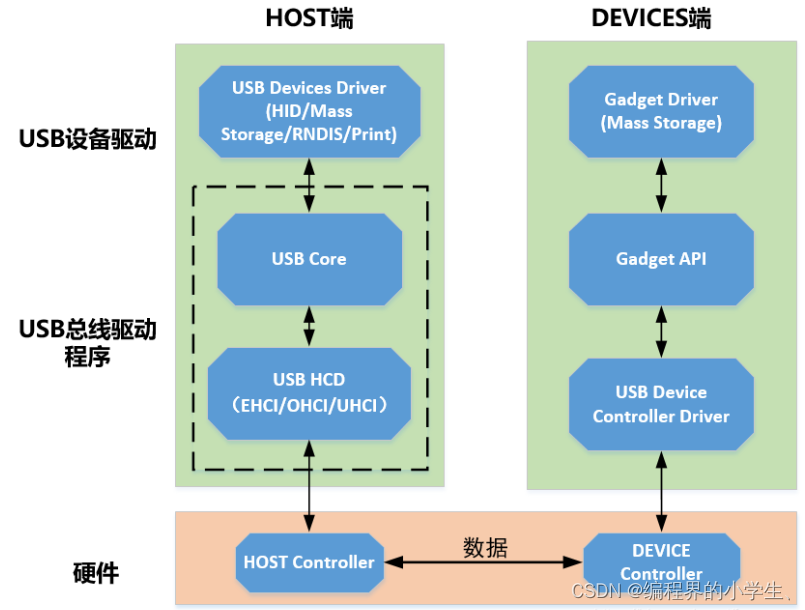 HOST端
DEVICES端
USB设备驱动
USB Devices Driver
(HID/Mass
Storage/RNDIS/Print)
Gadget Driver
(Mass Storage)
USB Core
Gadget API
USB总线驱动
程序
USB HCD
（EHCI/OHCI/UHCI）
USB Device
Controller Driver
硬件
HOST Controller
数据
DEVICE
Controller
CSDN @编程界的小学生、